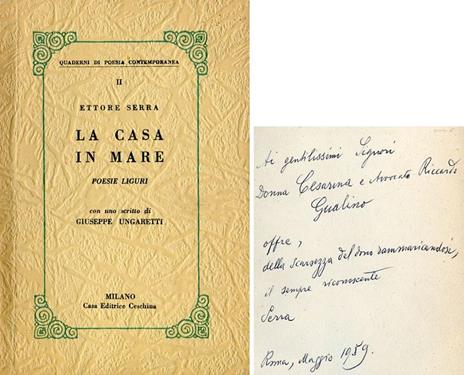 QUADERNI DI POESIA CONTEMPORANEA
II
ETTORE SERRA
LA CASA
IN MARE
POESIE LIGURI
con uno scritto di
GIUSEPPE UNGARETTI
MILANO
Casa Editrice Ceschina
Ai gentilissimi Signori
Donna Cesarina e Avvocato Riccardo
Gualino
offre,
della scarsezza del dono rammaricandosi,
il sempre riconoscente
Serra
Roma, Maggio 1959.